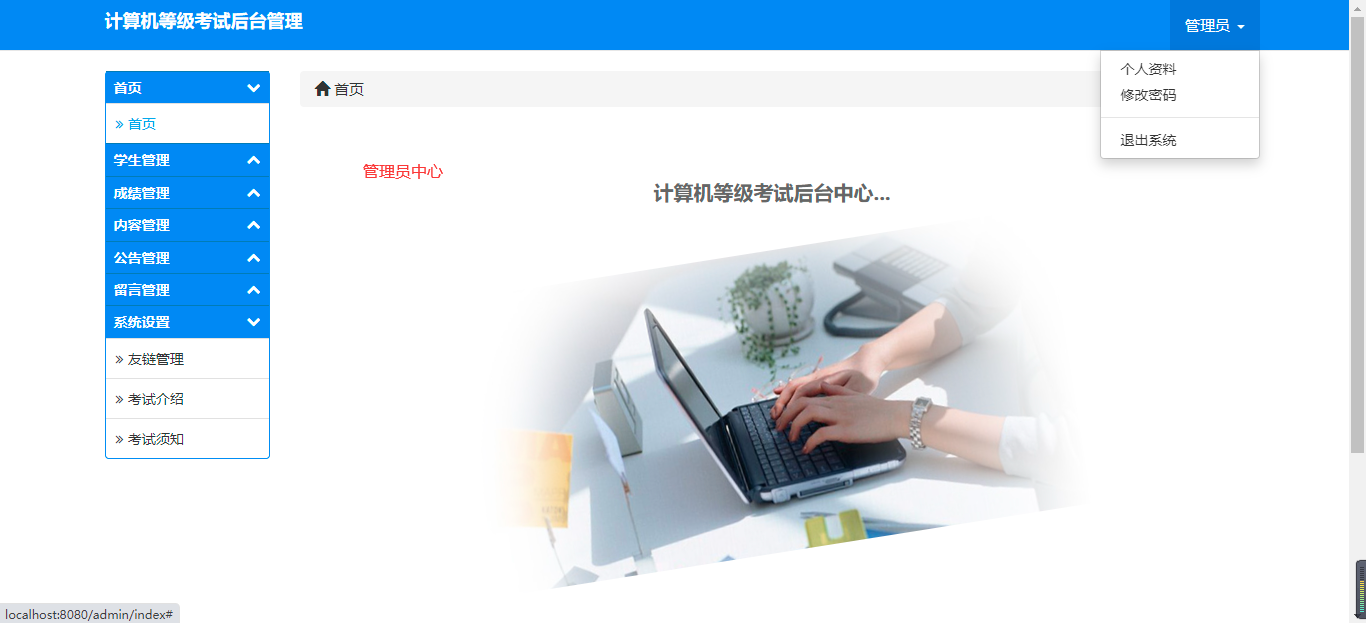 计算机等级考试后台管理
管理员
个人资料
修改密码
退出系统
首页
» 首页
学生管理
成绩管理
内容管理
公告管理
留言管理
系统设置
» 友链管理
» 考试介绍
» 考试须知
首页
管理员中心
计算机等级考试后台中心...
localhost:8080/admin/index#